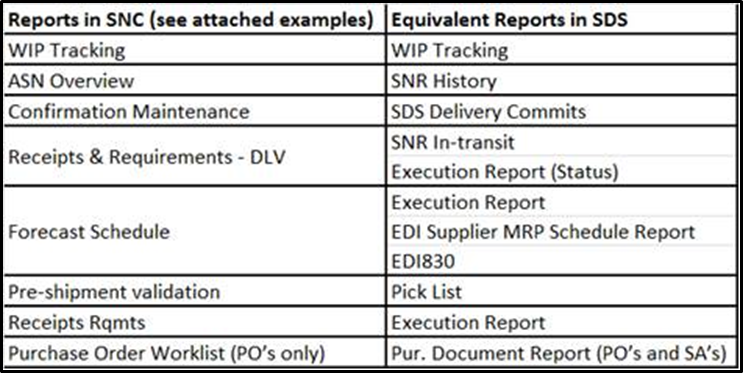 Reports in SNC (see attached examples) Equivalent Reports in SDS
WIP Tracking WIP Tracking
ASN Overview SNR History
Confirmation Maintenance SDS Delivery Commits
Receipts & Requirements - DLV SNR In-transit
Execution Report (Status)
Forecast Schedule Execution Report
EDI Supplier MRP Schedule Report
EDI830
Pre-shipment validation Pick List
Receipts Rqmts Execution Report
Purchase Order Worklist (PO's only) Pur. Document Report (PO's and SA's)